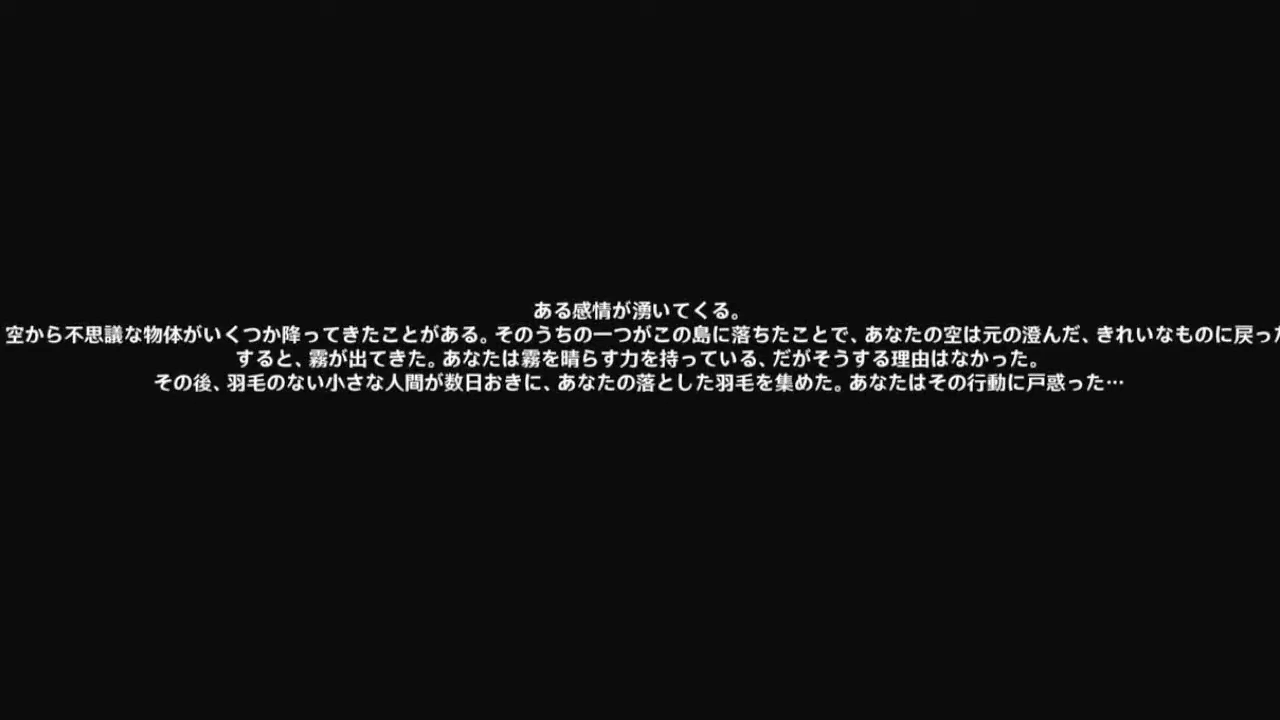 ある感情が湧いてくる。
空から不思議な物体がいくつか降ってきたことがある。そのうちの一つがこの島に落ちたことで、あなたの空は元の澄んだ、きれいなものに戻った
すると、霧が出てきた。あなたは霧を晴らす力を持っている、だがそうする理由はなかった。
その後、羽毛のない小さな人間が数日おきに、あなたの落とした羽毛を集めた。あなたはその行動に戸惑った…